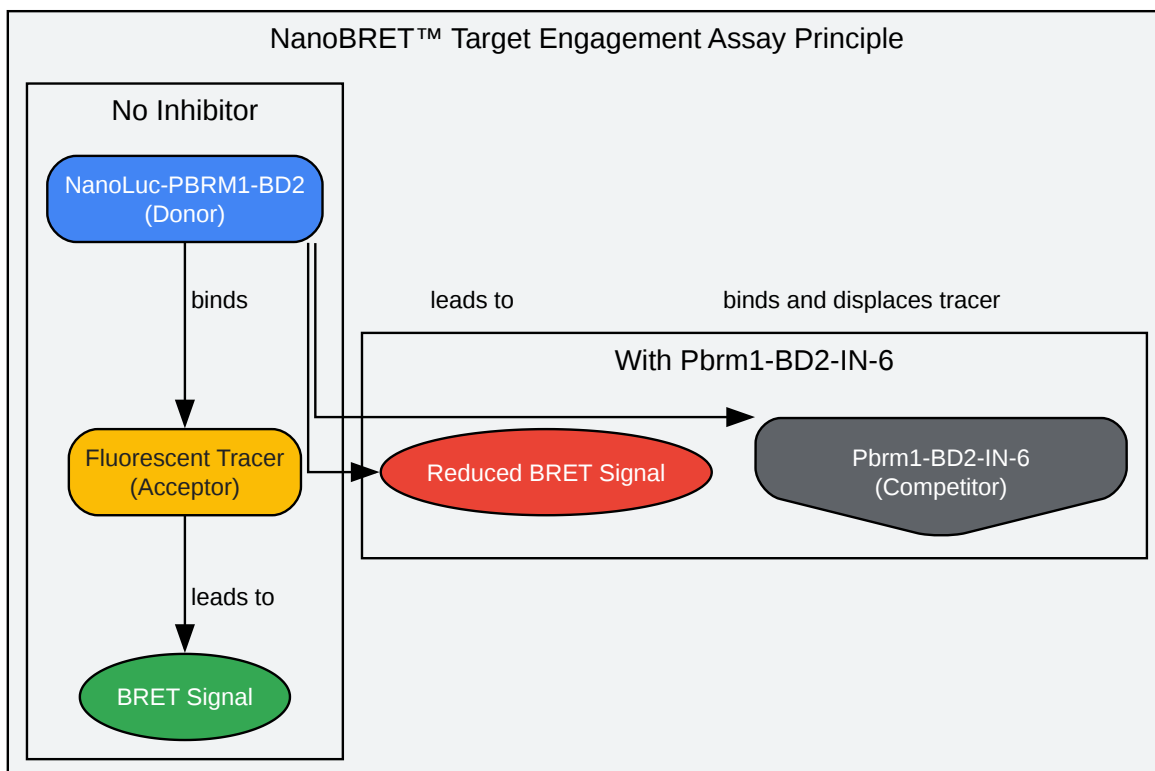 NanoBRET™ Target Engagement Assay Principle
No Inhibitor
NanoLuc-PBRM1-BD2
(Donor)
binds
leads to
binds and displaces tracer
With Pbrm1-BD2-IN-6
Fluorescent Tracer
(Acceptor)
Reduced BRET Signal
Pbrm1-BD2-IN-6
(Competitor)
leads to
BRET Signal